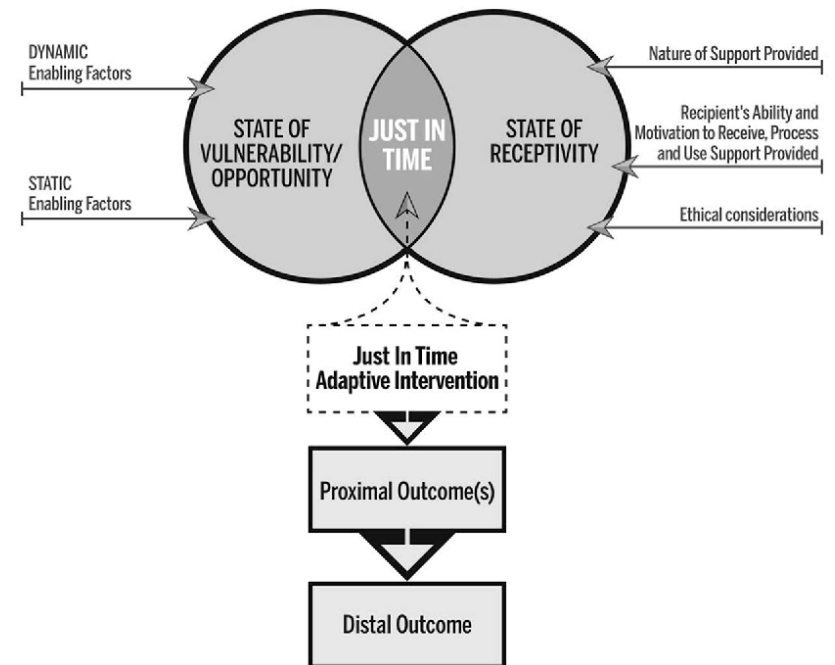 DYNAMIC
Enabling Factors
STATIC
Enabling Factors
STATE OF
VULNERABILITY/
OPPORTUNITY
JUST IN
TIME
STATE OF
RECEPTIVITY
Nature of Support Provided
Recipient's Ability and
Motivation to Receive, Process
and Use Support Provided
Ethical considerations
Just In Time
Adaptive Intervention
Proximal Outcome(s)
Distal Outcome